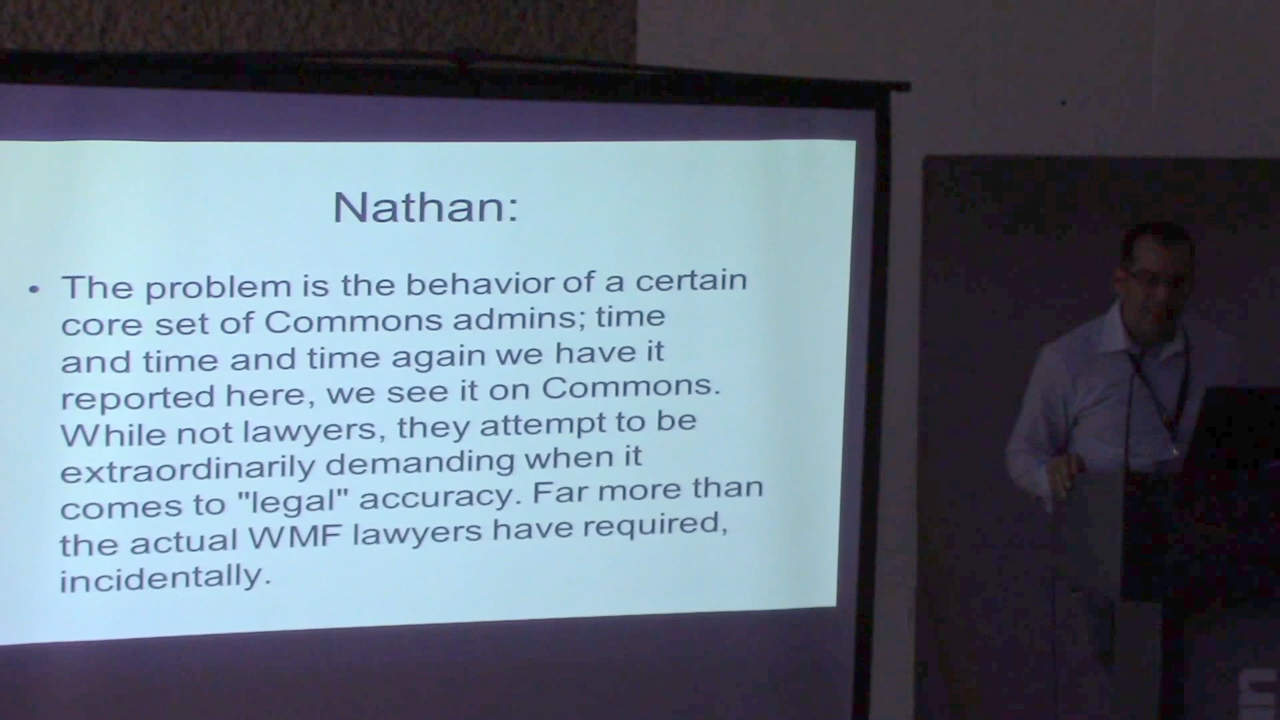 Nathan:
• The problem is the behavior of a certain
core set of Commons admins; time
and time and time again we have it
reported here, we see it on Commons.
While not lawyers, they attempt to be
extraordinarily demanding when it
comes to "legal" accuracy. Far more than
the actual WMF lawyers have required,
incidentally.